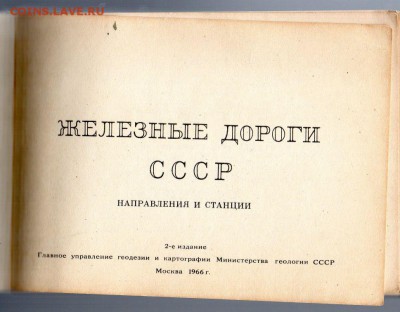 COINS.LAVE.RU
ЖЕЛЕЗНЫЕ ДОРОГИ
СССР
НАПРАВЛЕНИЯ И СТАНЦИИ
2-е издание
Главное управление геодезии и картографии Министерства геологии СССР
Москва 1966 г.